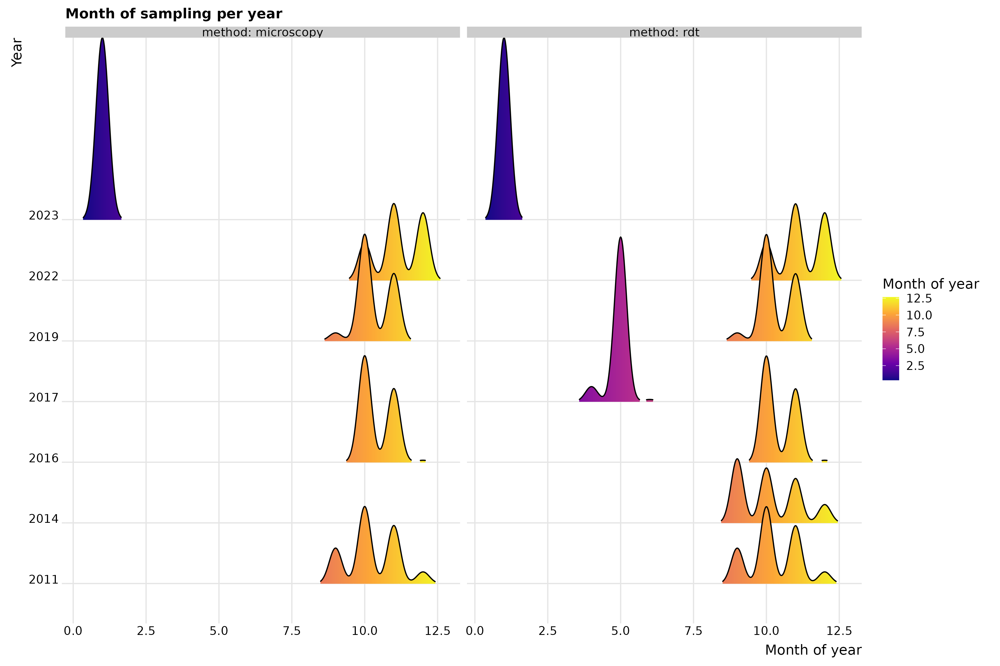 Month of sampling per year
method: microscopy
method: rdt
Year
2023
2022
2019
2017
2016
2014
2011
0.0 2.5 5.0 7.5 10.0 12.5
0.0 2.5 5.0 7.5 10.0 12.5
Month of year
Month of year
12.5
10.0
7.5
5.0
2.5